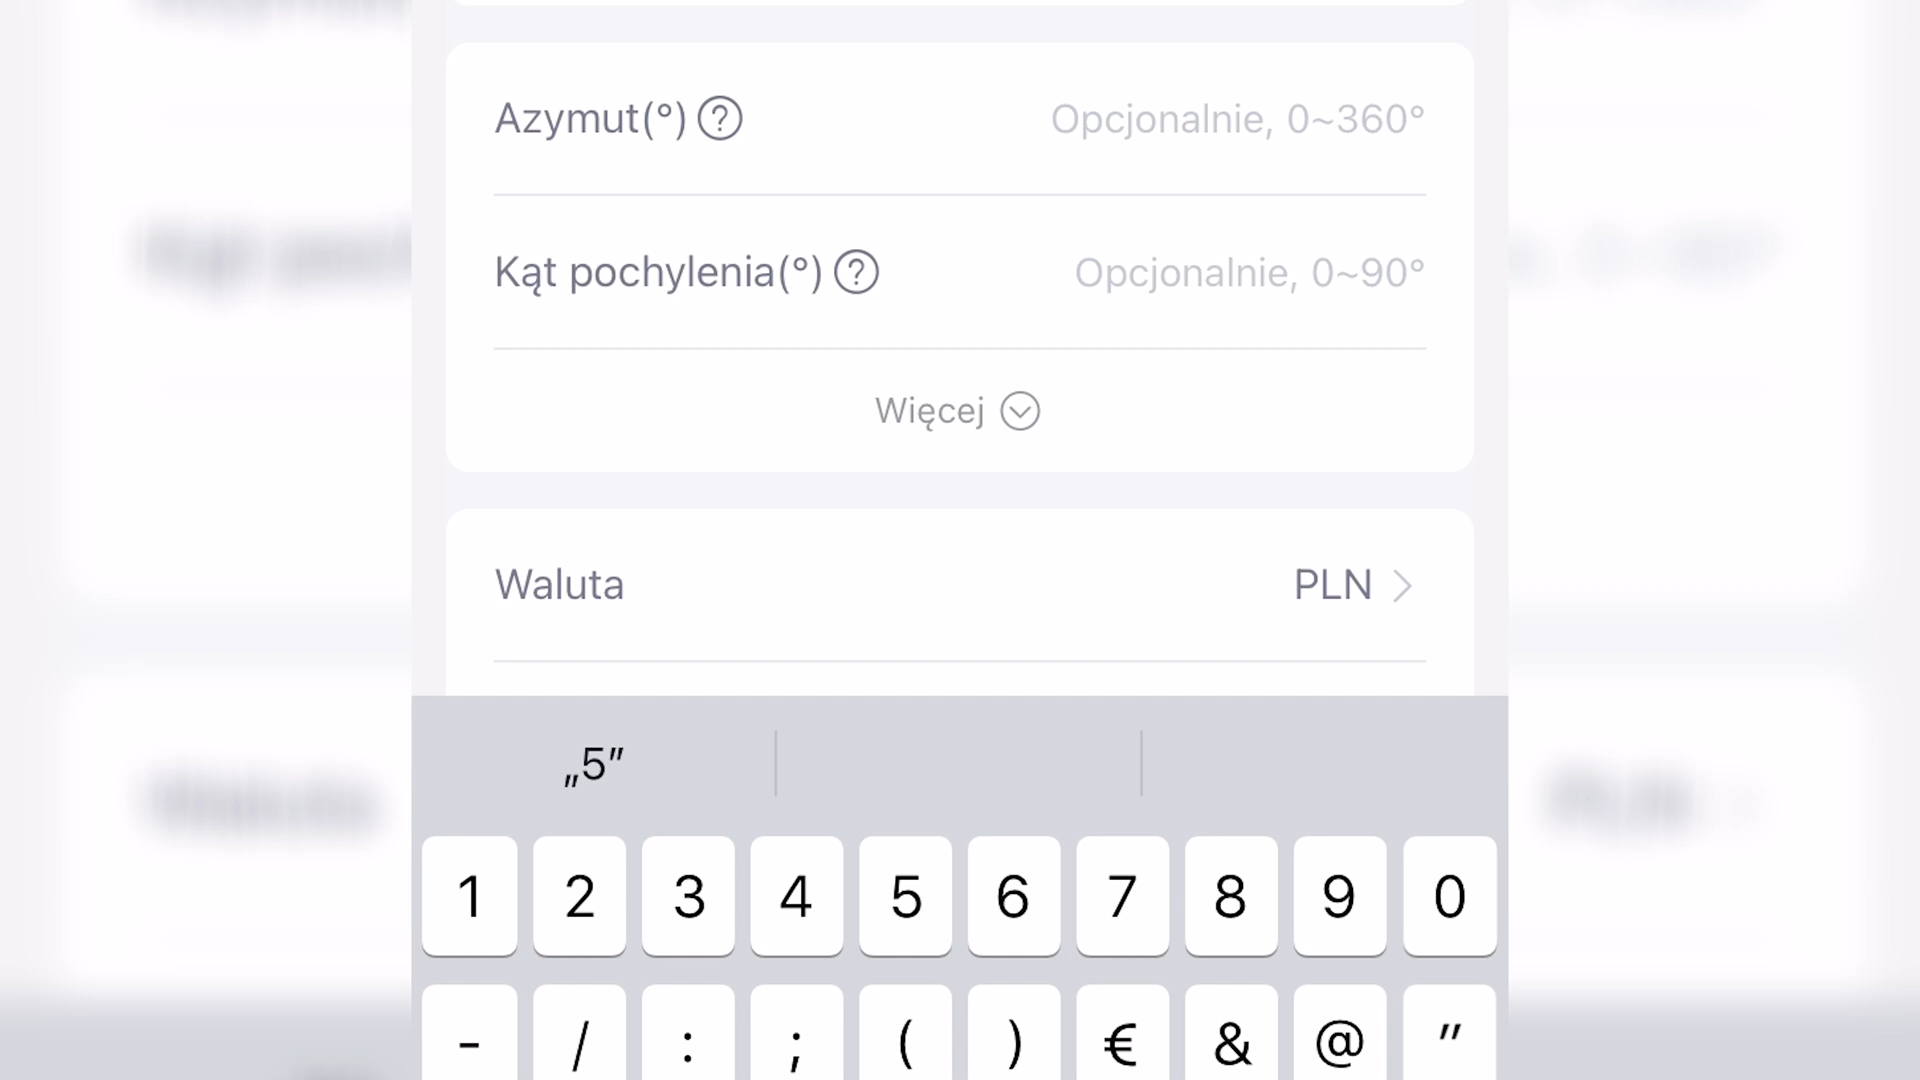 Azymut(°) ? Opcjonalnie, 0~360°
Kąt pochylenia(°) ? Opcjonalnie, 0~90°
Więcej
Waluta PLN
„5”
1 2 3 4 5 6 7 8 9 0
- / : ; ( ) € & @ "